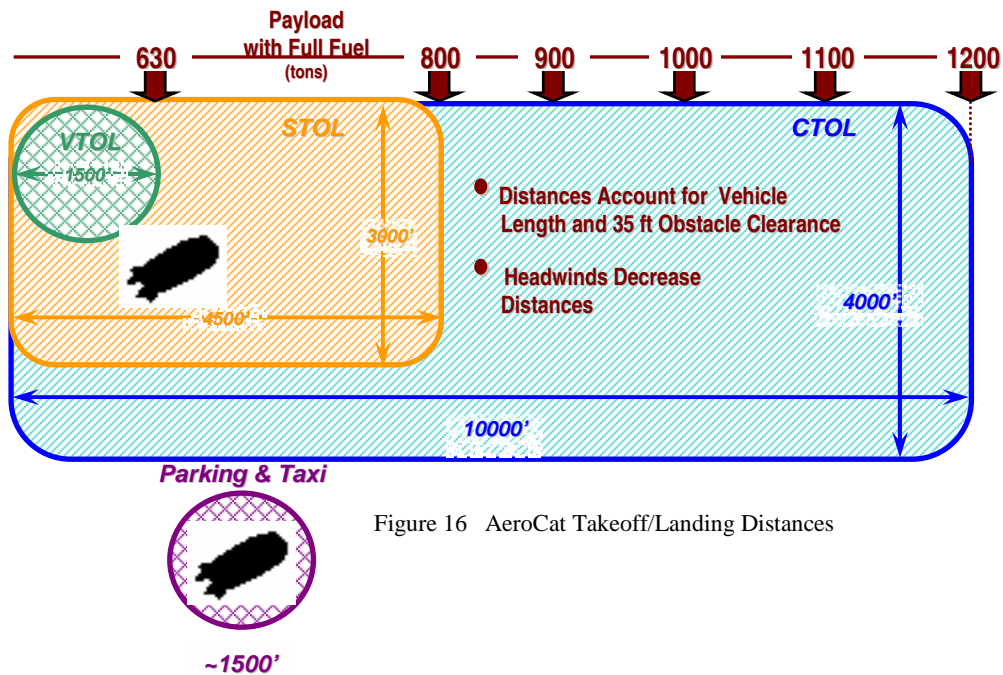 Payload
with Full Fuel
(tons)
630
800
900
1000
1100
1200
VTOL
1500'
STOL
3000'
4500'
CTOL
• Distances Account for Vehicle
Length and 35 ft Obstacle Clearance
• Headwinds Decrease
Distances
4000'
10000'
Parking & Taxi
~1500'
Figure 16 AeroCat Takeoff/Landing Distances